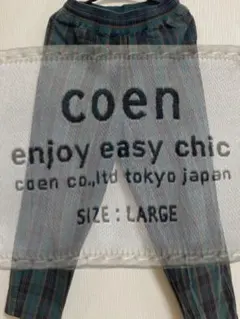 coen
enjoy easy chic
coen co.,ltd tokyo japan
SIZE : LARGE